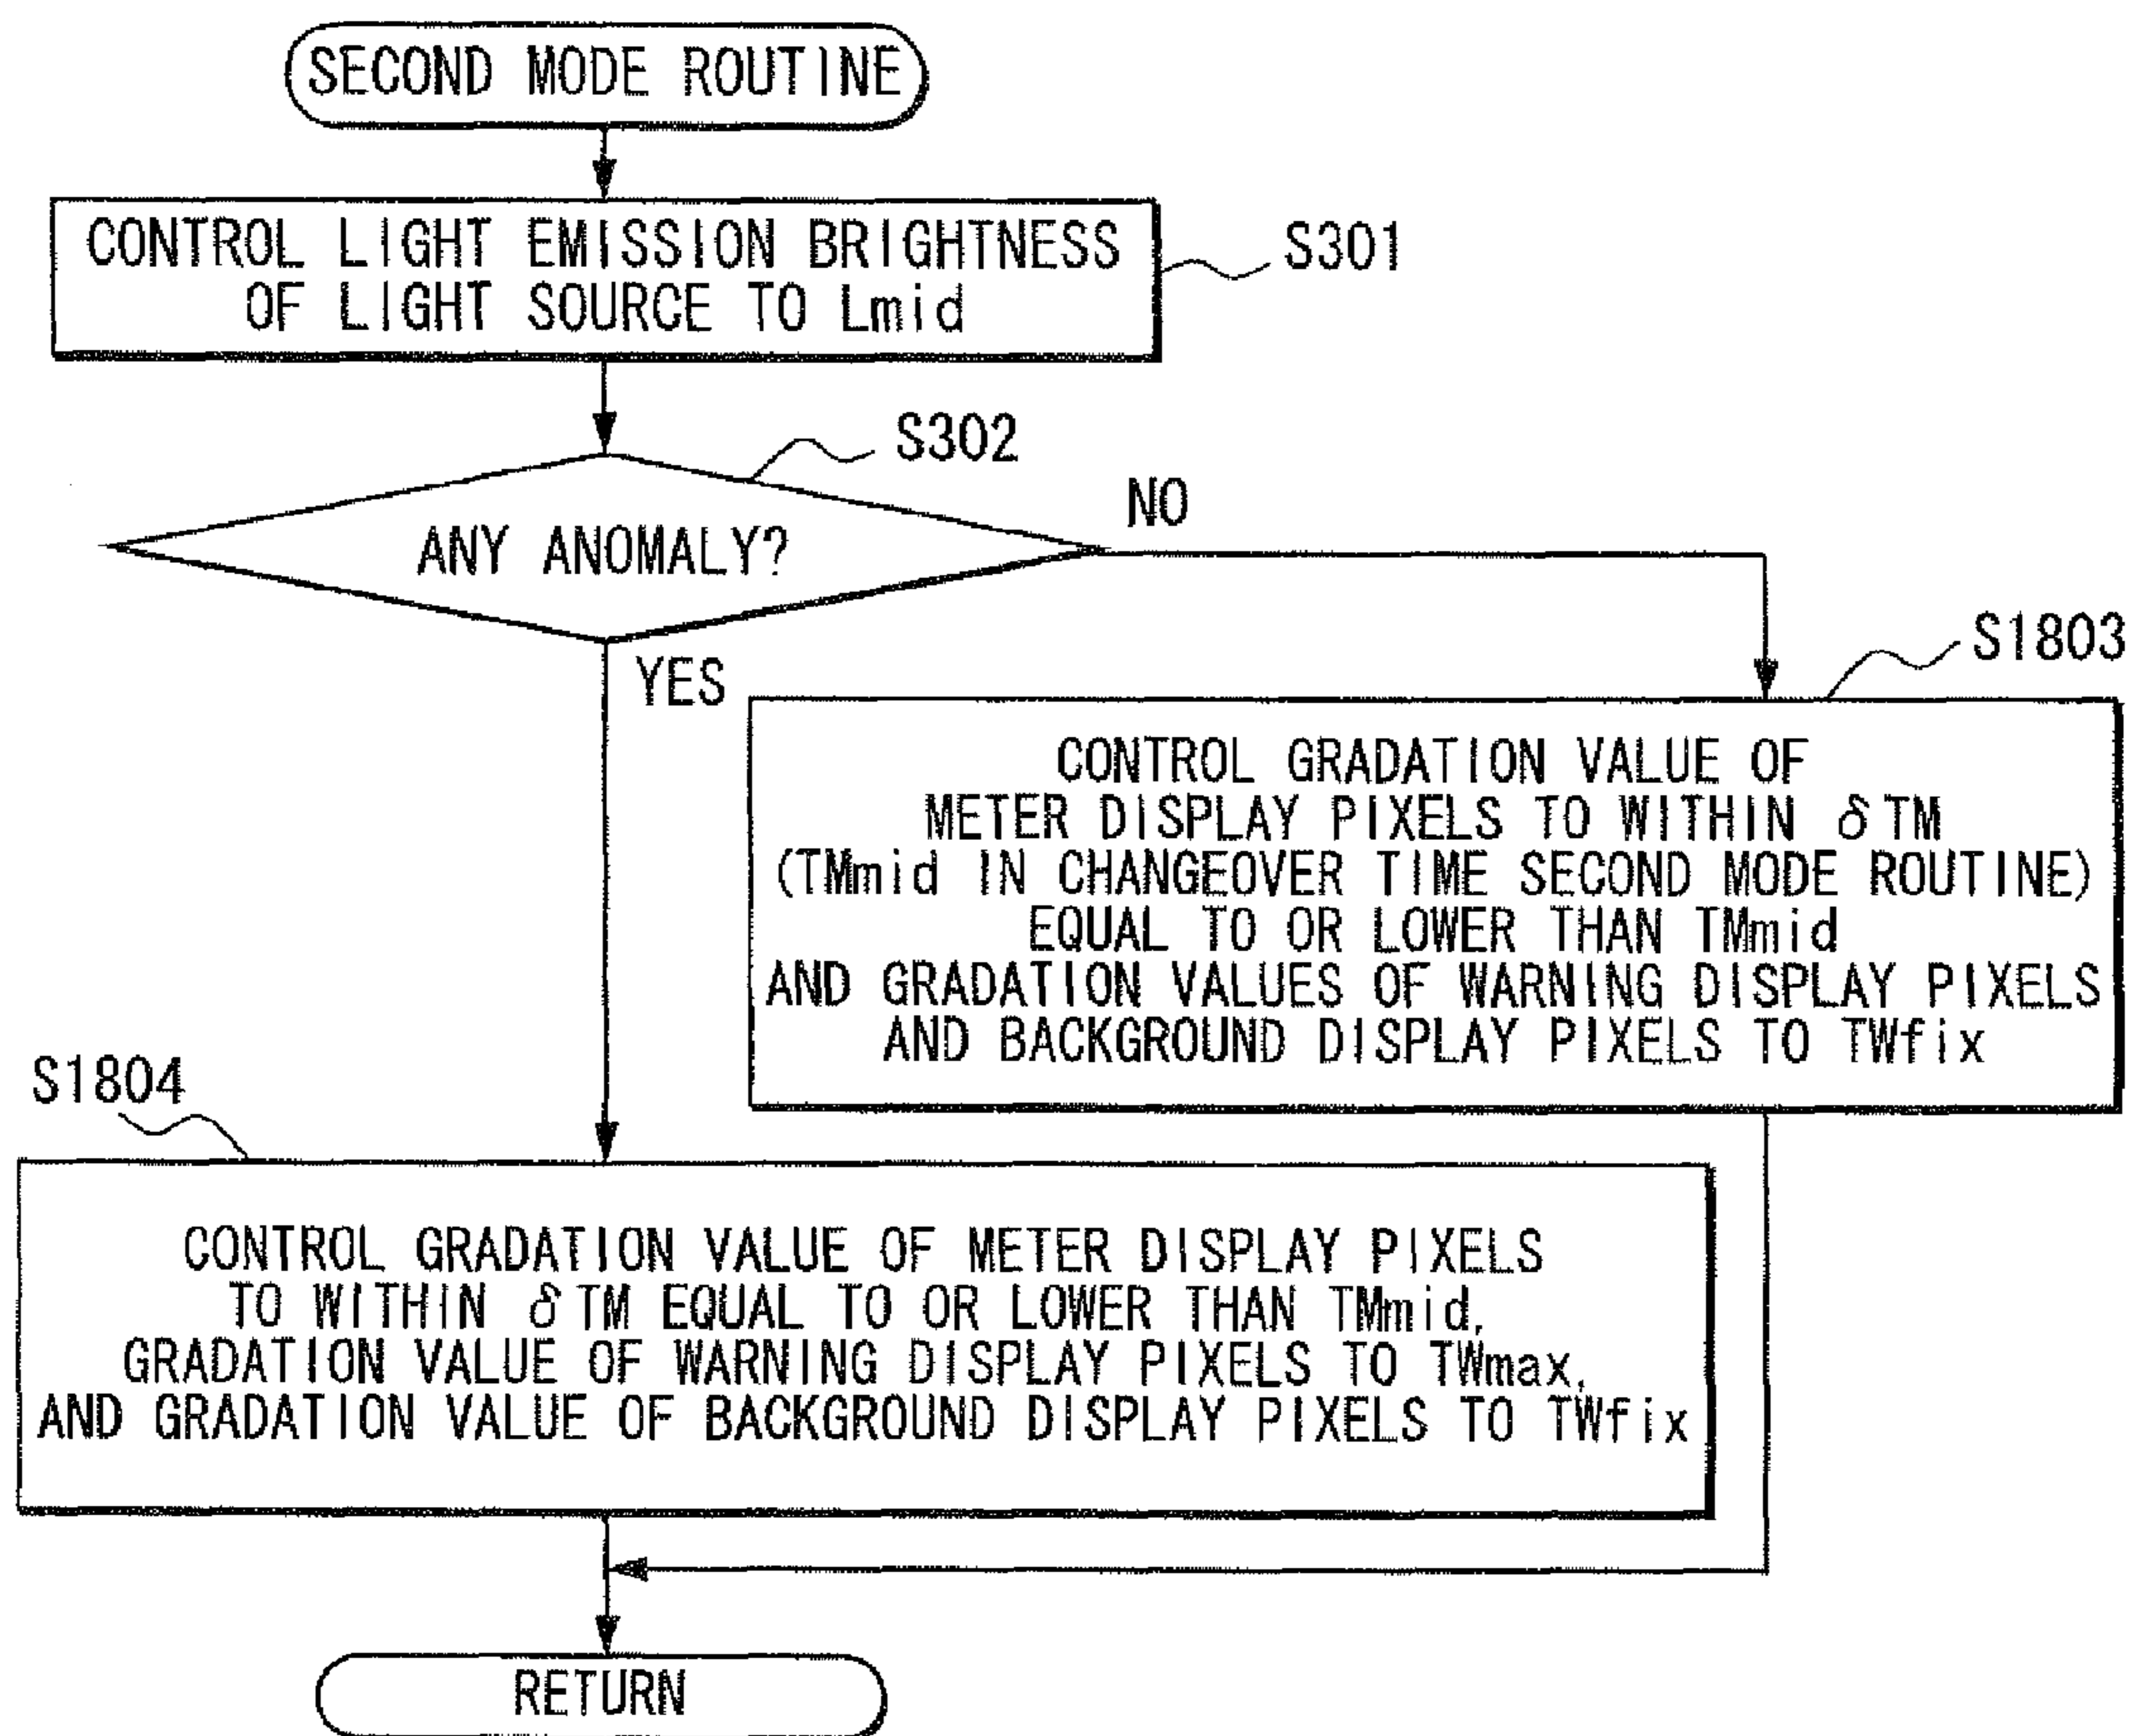 SECOND MODE ROUTINE
CONTROL LIGHT EMISSION BRIGHTNESS
OF LIGHT SOURCE TO Lmid
S301
S302
ANY ANOMALY?
NO
YES
S1803
CONTROL GRADATION VALUE OF
METER DISPLAY PIXELS TO WITHIN δTM
(TMmid IN CHANGEOVER TIME SECOND MODE ROUTINE)
EQUAL TO OR LOWER THAN TMmid
AND GRADATION VALUES OF WARNING DISPLAY PIXELS
AND BACKGROUND DISPLAY PIXELS TO TWfix
S1804
CONTROL GRADATION VALUE OF METER DISPLAY PIXELS
TO WITHIN δTM EQUAL TO OR LOWER THAN TMmid,
GRADATION VALUE OF WARNING DISPLAY PIXELS TO TWmax,
AND GRADATION VALUE OF BACKGROUND DISPLAY PIXELS TO TWfix
RETURN